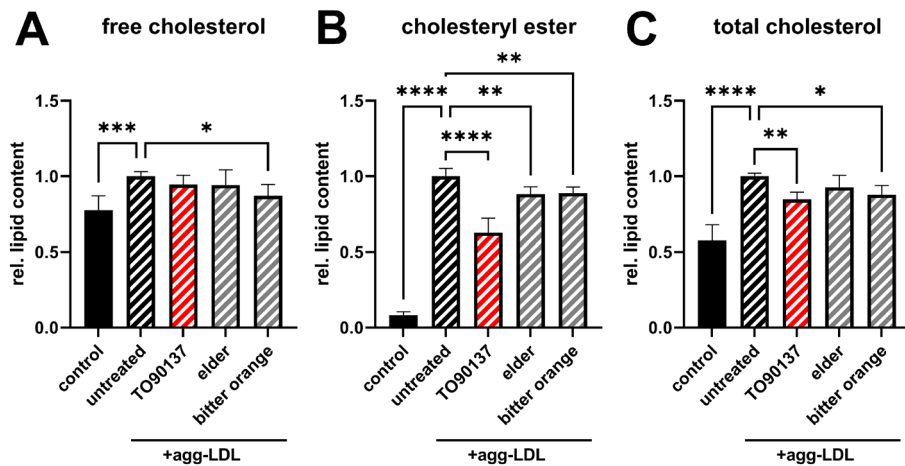 A free cholesterol
*** *
rel. lipid content
1.5
1.0
0.5
0.0
control
untreated
TO90137
elder
bitter orange
+agg-LDL
B cholesteryl ester
**
**** **
****
rel. lipid content
1.5
1.0
0.5
0.0
control
untreated
TO90137
elder
bitter orange
+agg-LDL
C total cholesterol
**** *
**
rel. lipid content
1.5
1.0
0.5
0.0
control
untreated
TO90137
elder
bitter orange
+agg-LDL